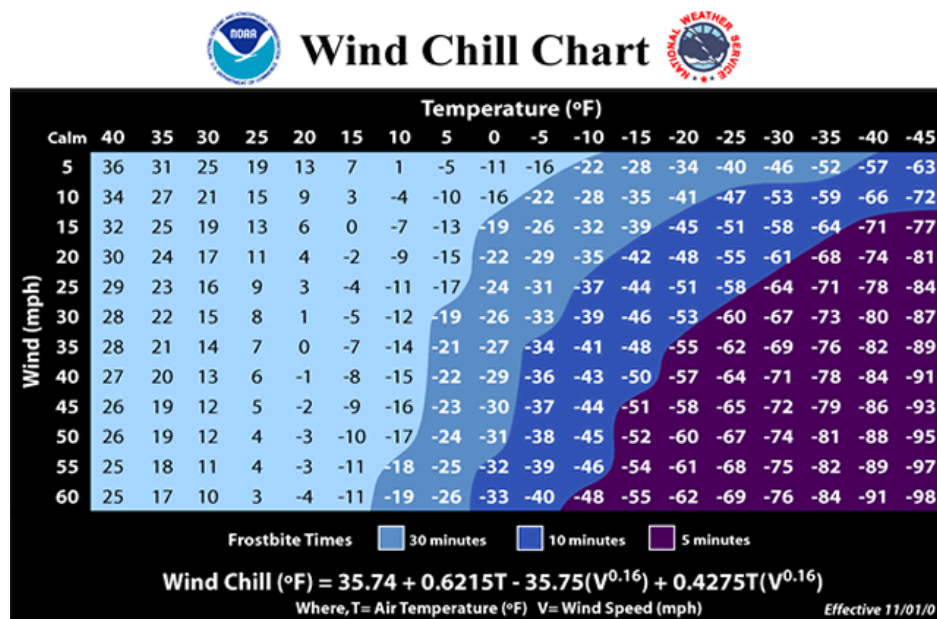 NOAA
NATIONAL OCEANIC AND ATMOSPHERIC ADMINISTRATION
U.S. DEPARTMENT OF COMMERCE
Wind Chill Chart
NATIONAL WEATHER SERVICE
Temperature (ºF)
Calm 40 35 30 25 20 15 10 5 0 -5 -10 -15 -20 -25 -30 -35 -40 -45
5 36 31 25 19 13 7 1 -5 -11 -16 -22 -28 -34 -40 -46 -52 -57 -63
10 34 27 21 15 9 3 -4 -10 -16 -22 -28 -35 -41 -47 -53 -59 -66 -72
15 32 25 19 13 6 0 -7 -13 -19 -26 -32 -39 -45 -51 -58 -64 -71 -77
20 30 24 17 11 4 -2 -9 -15 -22 -29 -35 -42 -48 -55 -61 -68 -74 -81
25 29 23 16 9 3 -4 -11 -17 -24 -31 -37 -44 -51 -58 -64 -71 -78 -84
30 28 22 15 8 1 -5 -12 -19 -26 -33 -39 -46 -53 -60 -67 -73 -80 -87
35 28 21 14 7 0 -7 -14 -21 -27 -34 -41 -48 -55 -62 -69 -76 -82 -89
40 27 20 13 6 -1 -8 -15 -22 -29 -36 -43 -50 -57 -64 -71 -78 -84 -91
45 26 19 12 5 -2 -9 -16 -23 -30 -37 -44 -51 -58 -65 -72 -79 -86 -93
50 26 19 12 4 -3 -10 -17 -24 -31 -38 -45 -52 -60 -67 -74 -81 -88 -95
55 25 18 11 4 -3 -11 -18 -25 -32 -39 -46 -54 -61 -68 -75 -82 -89 -97
60 25 17 10 3 -4 -11 -19 -26 -33 -40 -48 -55 -62 -69 -76 -84 -91 -98
Wind (mph)
Frostbite Times 30 minutes 10 minutes 5 minutes
Wind Chill (ºF) = 35.74 + 0.6215T - 35.75(V^0.16) + 0.4275T(V^0.16)
Where, T= Air Temperature (ºF) V= Wind Speed (mph)
Effective 11/01/0